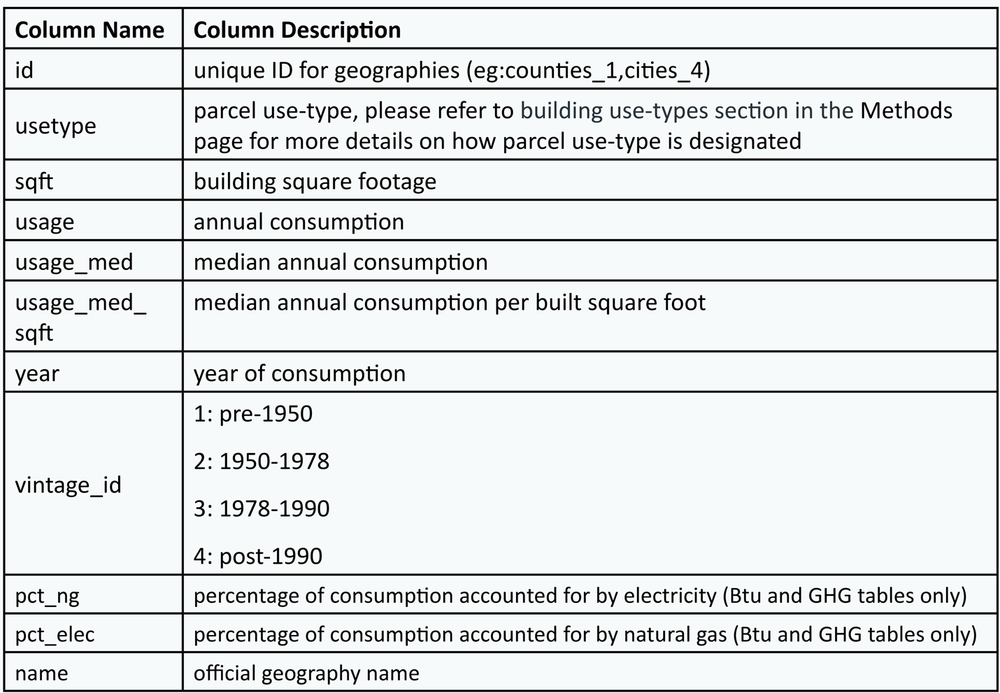 Column Name Column Description
id unique ID for geographies (eg:counties_1,cities_4)
usetype parcel use-type, please refer to building use-types section in the Methods
page for more details on how parcel use-type is designated
sqft building square footage
usage annual consumption
usage_med median annual consumption
usage_med_ median annual consumption per built square foot
sqft
year year of consumption
vintage_id
1: pre-1950
2: 1950-1978
3: 1978-1990
4: post-1990
pct_ng percentage of consumption accounted for by electricity (Btu and GHG tables only)
pct_elec percentage of consumption accounted for by natural gas (Btu and GHG tables only)
name official geography name